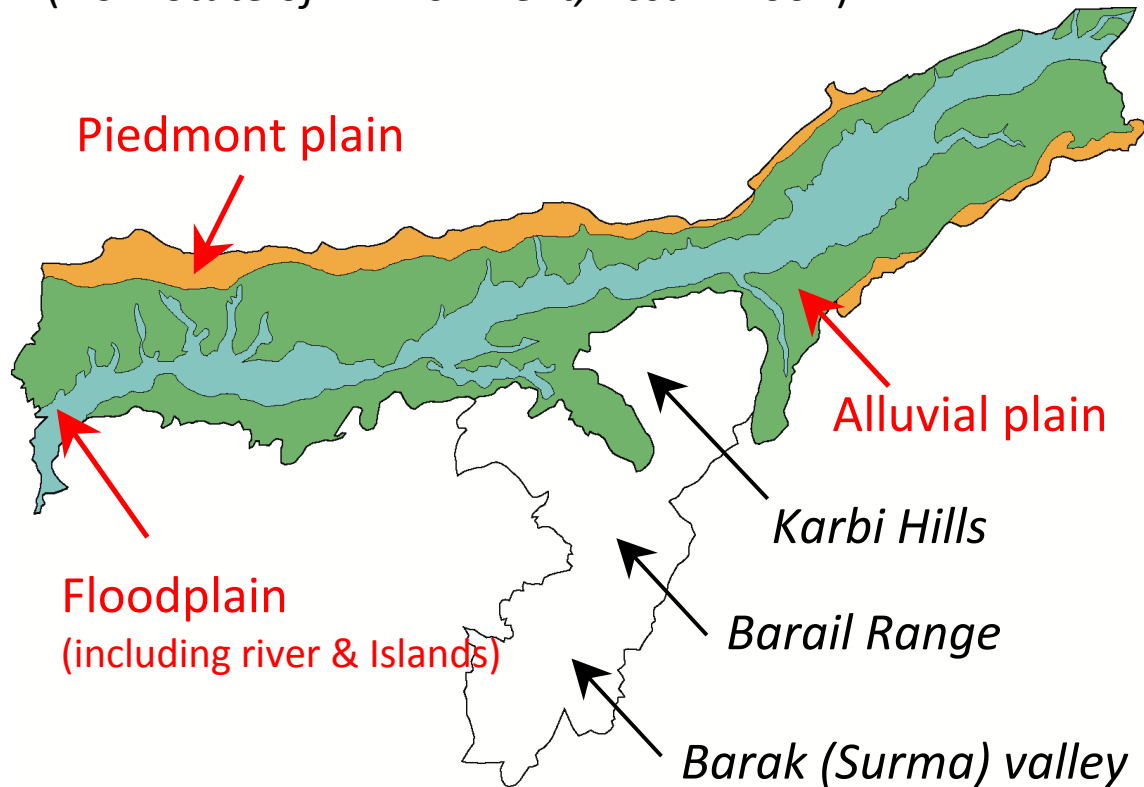 Piedmont plain
Alluvial plain
Karbi Hills
Floodplain
(including river & Islands)
Barail Range
Barak (Surma) valley